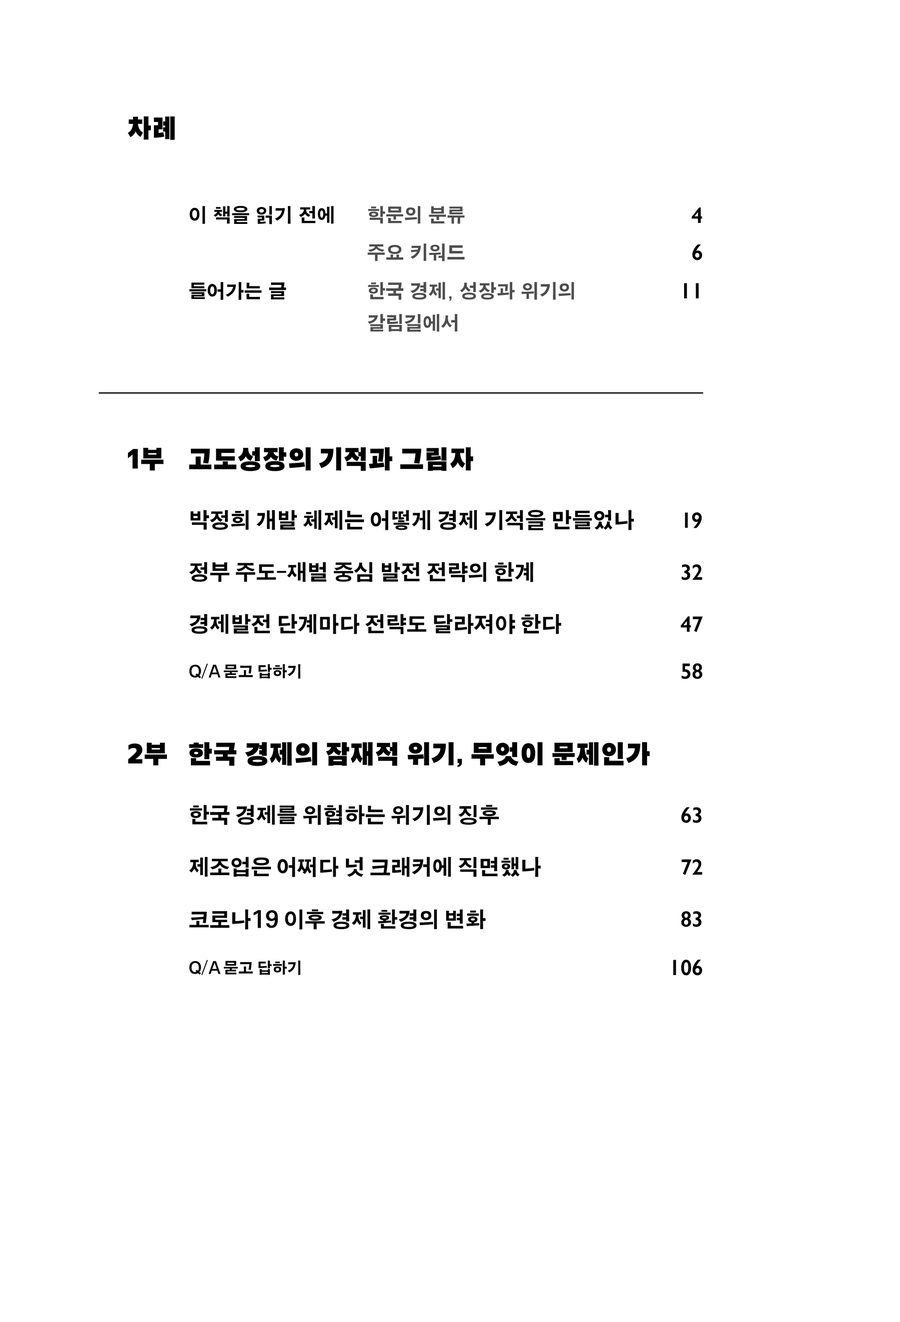 차례
이 책을 읽기 전에 학문의 분류 4
주요 키워드 6
들어가는 글 한국 경제, 성장과 위기의 11
갈림길에서
1부 고도성장의 기적과 그림자
박정희 개발 체제는 어떻게 경제 기적을 만들었나 19
정부 주도-재벌 중심 발전 전략의 한계 32
경제발전 단계마다 전략도 달라져야 한다 47
Q/A 묻고 답하기 58
2부 한국 경제의 잠재적 위기, 무엇이 문제인가
한국 경제를 위협하는 위기의 징후 63
제조업은 어쩌다 넛 크래커에 직면했나 72
코로나19 이후 경제 환경의 변화 83
Q/A 묻고 답하기 106